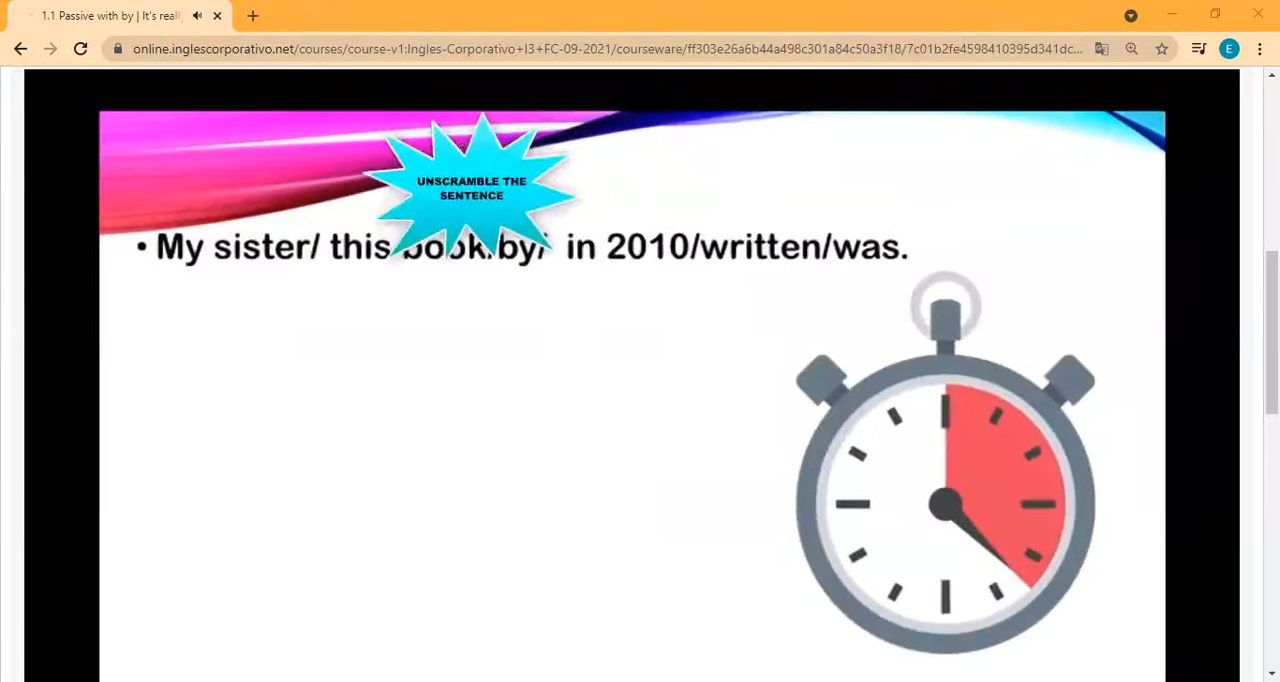 1.1 Passive with by | It's reall
online.inglescorporativo.net/courses/course-v1:Ingles-Corporativo+I3+FC-09-2021/courseware/ff303e26a6b44a498c301a84c50a3f18/7c01b2fe4598410395d341dc...
E
UNSCRAMBLE THE
SENTENCE
• My sister/ this book/by/ in 2010/written/was.